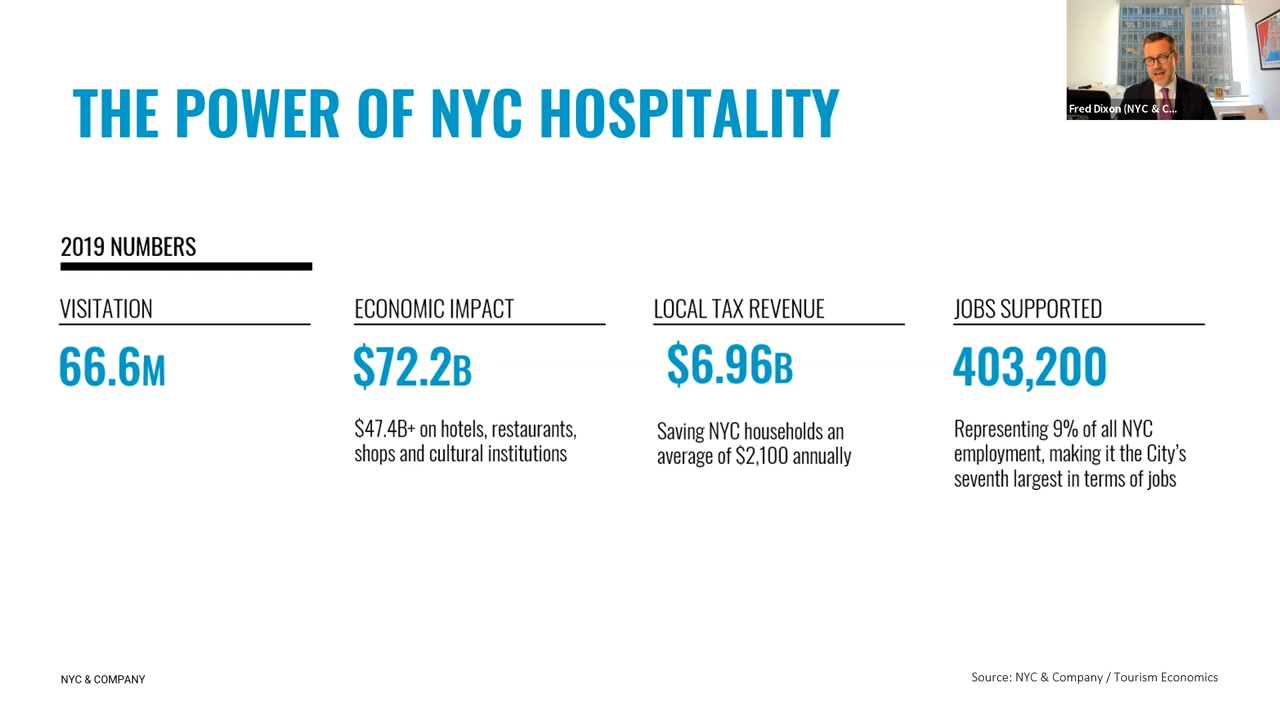 THE POWER OF NYC HOSPITALITY
Fred Dixon (NYC & C...
2019 NUMBERS
VISITATION
66.6M
ECONOMIC IMPACT
$72.2B
$47.4B+ on hotels, restaurants,
shops and cultural institutions
LOCAL TAX REVENUE
$6.96B
Saving NYC households an
average of $2,100 annually
JOBS SUPPORTED
403,200
Representing 9% of all NYC
employment, making it the City's
seventh largest in terms of jobs
NYC & COMPANY
Source: NYC & Company / Tourism Economics